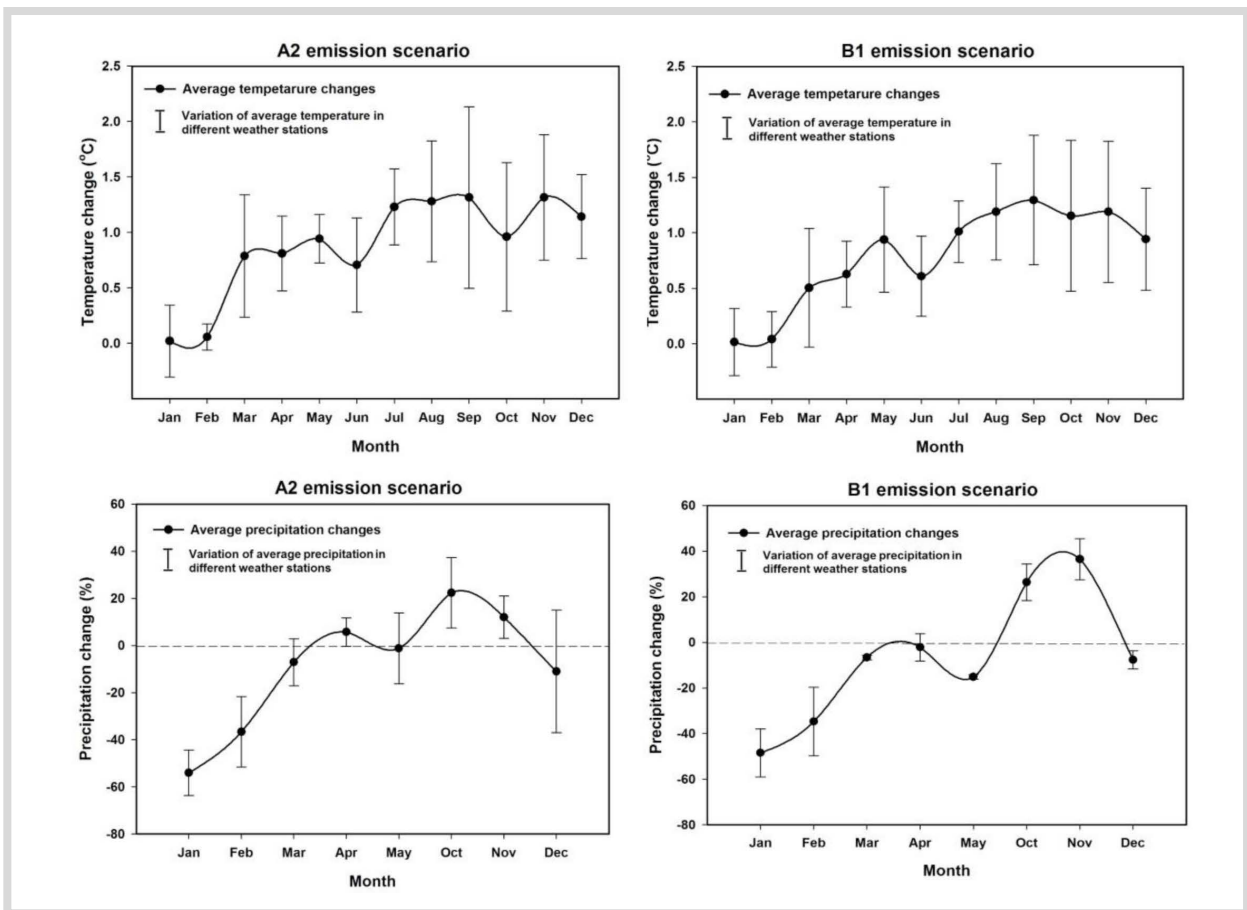 A2 emission scenario
2.5
2.0
1.5
1.0
0.5
0.0
Temperature change (°C)
Average tempetarure changes
Variation of average temperature in
different weather stations
Jan Feb Mar Apr May Jun Jul Aug Sep Oct Nov Dec
Month
B1 emission scenario
2.5
2.0
1.5
1.0
0.5
0.0
Temperature change (°C)
Average tempetarure changes
Variation of average temperature in
different weather stations
Jan Feb Mar Apr May Jun Jul Aug Sep Oct Nov Dec
Month
A2 emission scenario
60
40
20
0
-20
-40
-60
-80
Precipitation change (%)
Average precipitation changes
Variation of average precipitation in
different weather stations
Jan Feb Mar Apr May Oct Nov Dec
Month
B1 emission scenario
60
40
20
0
-20
-40
-60
-80
Precipitation change (%)
Average precipitation changes
Variation of average precipitation in
different weather stations
Jan Feb Mar Apr May Oct Nov Dec
Month